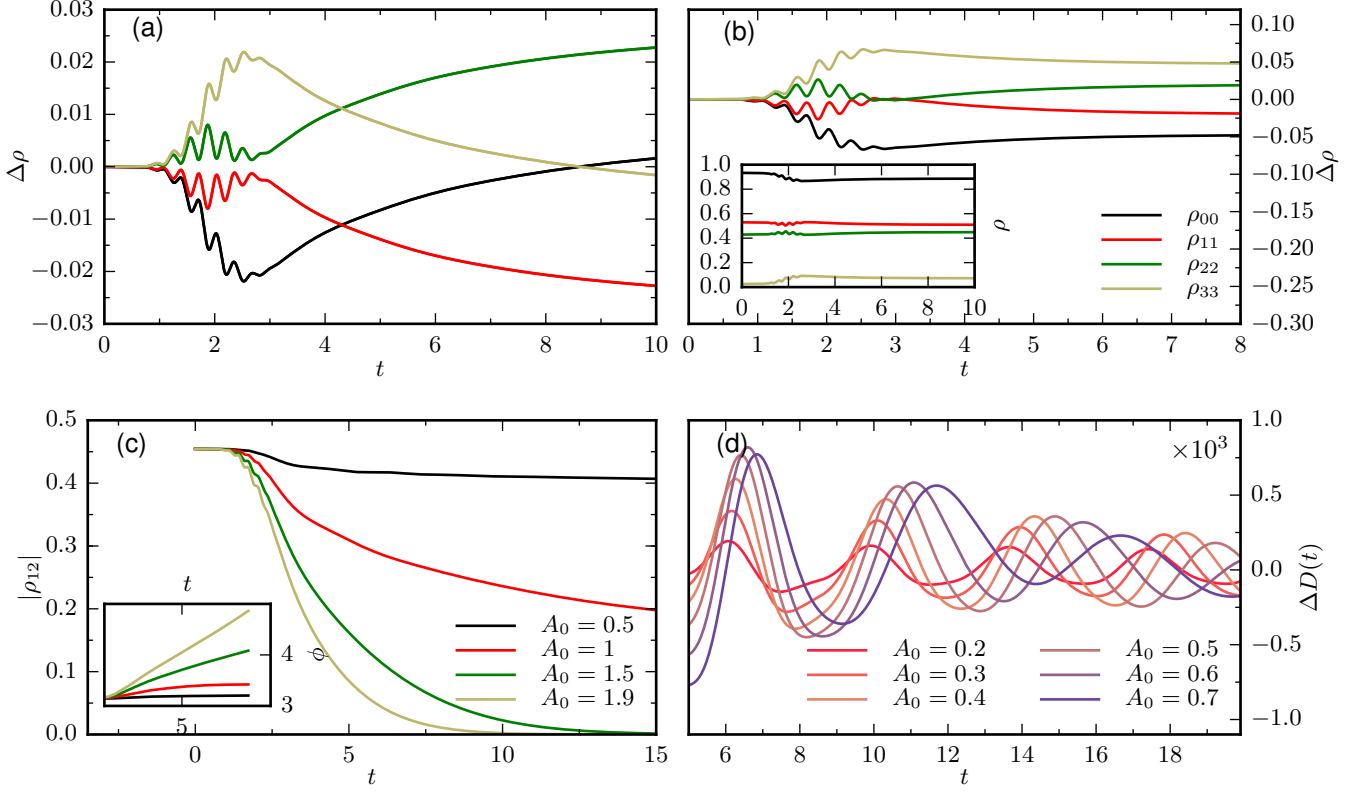 (a)
0.03
0.02
0.01
0.00
−0.01
−0.02
−0.03
Δρ
0 2 4 6 8 10
t
(b)
0.10
0.05
0.00
−0.05
−0.10
−0.15
−0.20
−0.25
−0.30
Δρ
0 1 2 3 4 5 6 7 8
t
ρ₀₀
ρ₁₁
ρ₂₂
ρ₃₃
1.0
0.8
0.6
0.4
0.2
0.0
ρ
0 2 4 6 8 10
(c)
0.5
0.4
0.3
0.2
0.1
0.0
|ρ₁₂|
0 5 10 15
t
A₀ = 0.5
A₀ = 1
A₀ = 1.5
A₀ = 1.9
t
5
ϕ
4
3
(d)
×10³
1.0
0.5
0.0
−0.5
−1.0
ΔD(t)
6 8 10 12 14 16 18
t
A₀ = 0.2
A₀ = 0.3
A₀ = 0.4
A₀ = 0.5
A₀ = 0.6
A₀ = 0.7